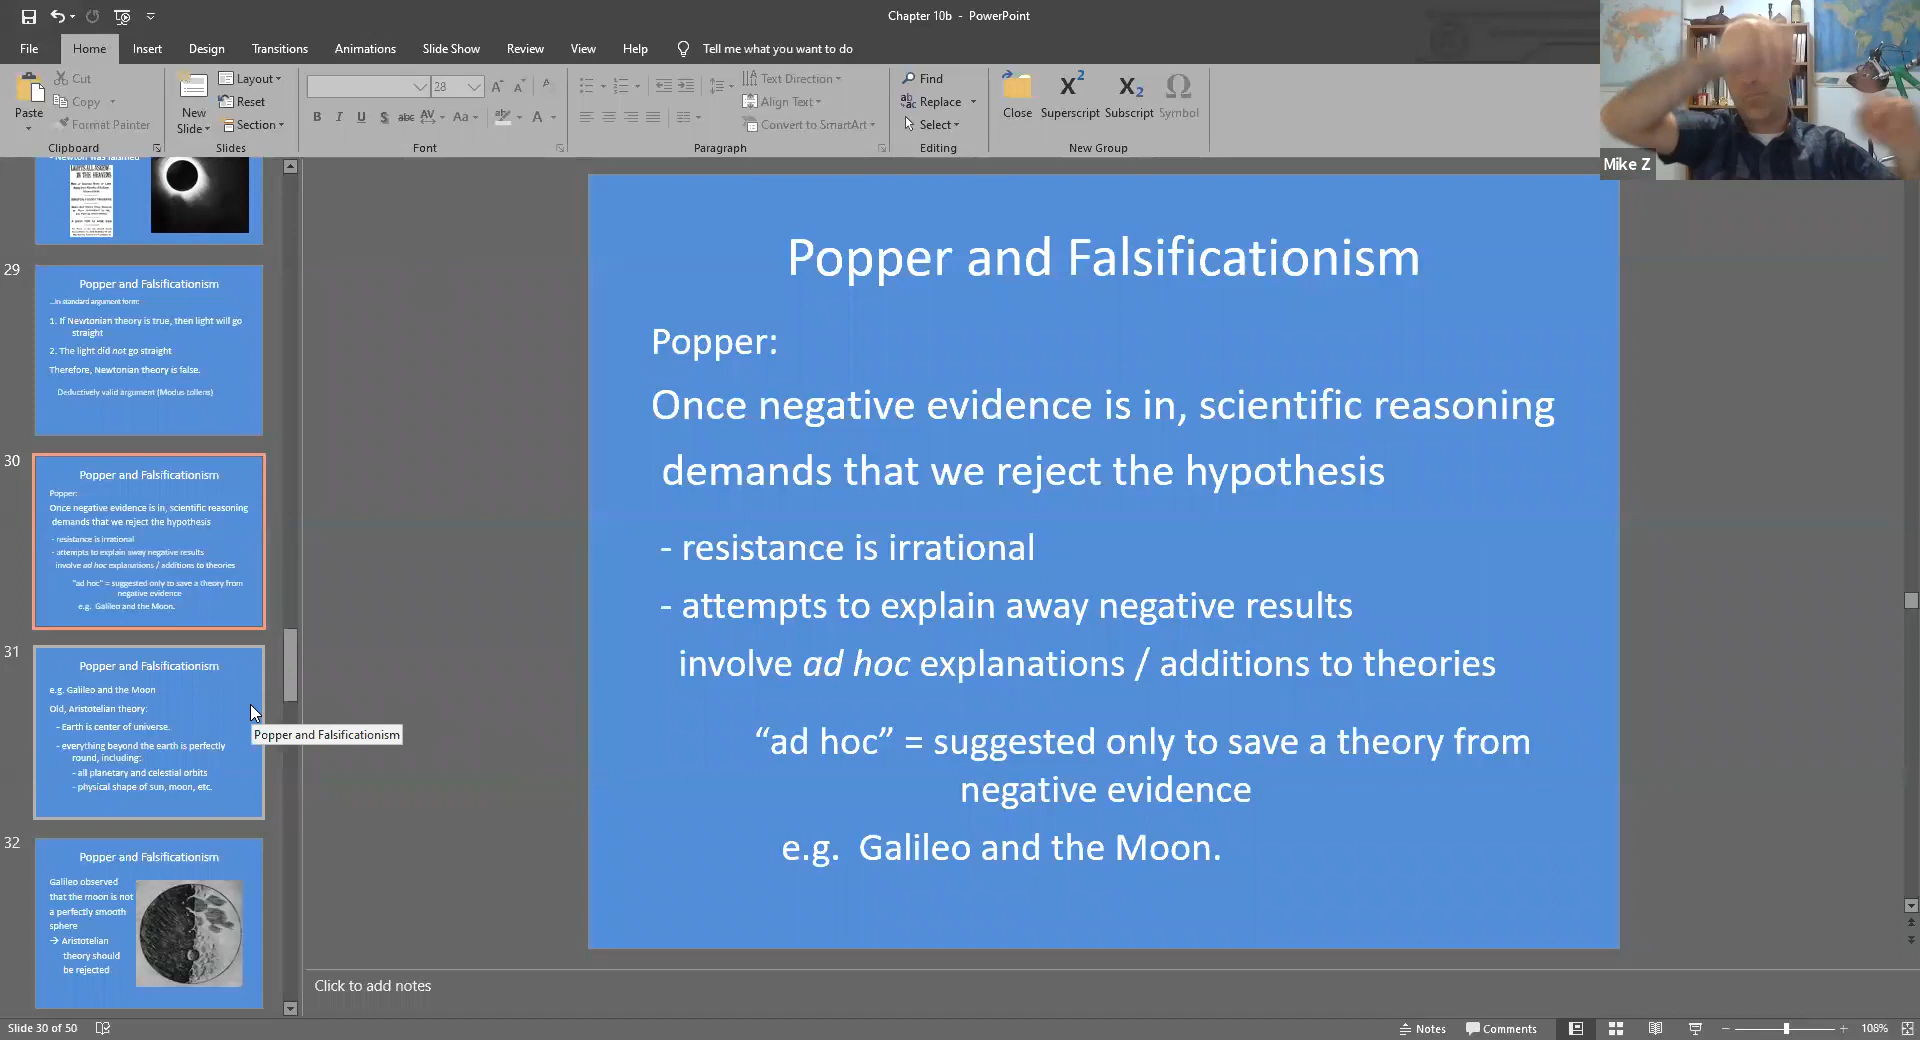 Chapter 10b - PowerPoint
File Home Insert Design Transitions Animations Slide Show Review View Help Tell me what you want to do
Paste
Cut
Copy
Format Painter
Clipboard
New
Slide
Layout
Reset
Section
Slides
28
B I U S abc AV Aa A
Font
Text Direction
Align Text
Convert to SmartArt
Paragraph
Find
Replace
Select
Editing
Close Superscript Subscript Symbol
New Group
Mike Z
- Newton was falsified
IN THE HEAVENS
29
Popper and Falsificationism
...in standard argument form:
1. If Newtonian theory is true, then light will go
straight
2. The light did not go straight
Therefore, Newtonian theory is false.
Deductively valid argument (Modus tollens)
30
Popper and Falsificationism
Popper:
Once negative evidence is in, scientific reasoning
demands that we reject the hypothesis
- resistance is irrational
- attempts to explain away negative results
involve ad hoc explanations / additions to theories
"ad hoc" = suggested only to save a theory from
negative evidence
e.g. Galileo and the Moon.
31
Popper and Falsificationism
e.g. Galileo and the Moon
Old, Aristotelian theory:
- Earth is center of universe.
- everything beyond the earth is perfectly
round, including:
- all planetary and celestial orbits
- physical shape of sun, moon, etc.
Popper and Falsificationism
32
Popper and Falsificationism
Galileo observed
that the moon is not
a perfectly smooth
sphere
→ Aristotelian
theory should
be rejected
Popper and Falsificationism
Popper:
Once negative evidence is in, scientific reasoning
demands that we reject the hypothesis
- resistance is irrational
- attempts to explain away negative results
involve ad hoc explanations / additions to theories
“ad hoc” = suggested only to save a theory from
negative evidence
e.g. Galileo and the Moon.
Click to add notes
Slide 30 of 50
Notes Comments 108%